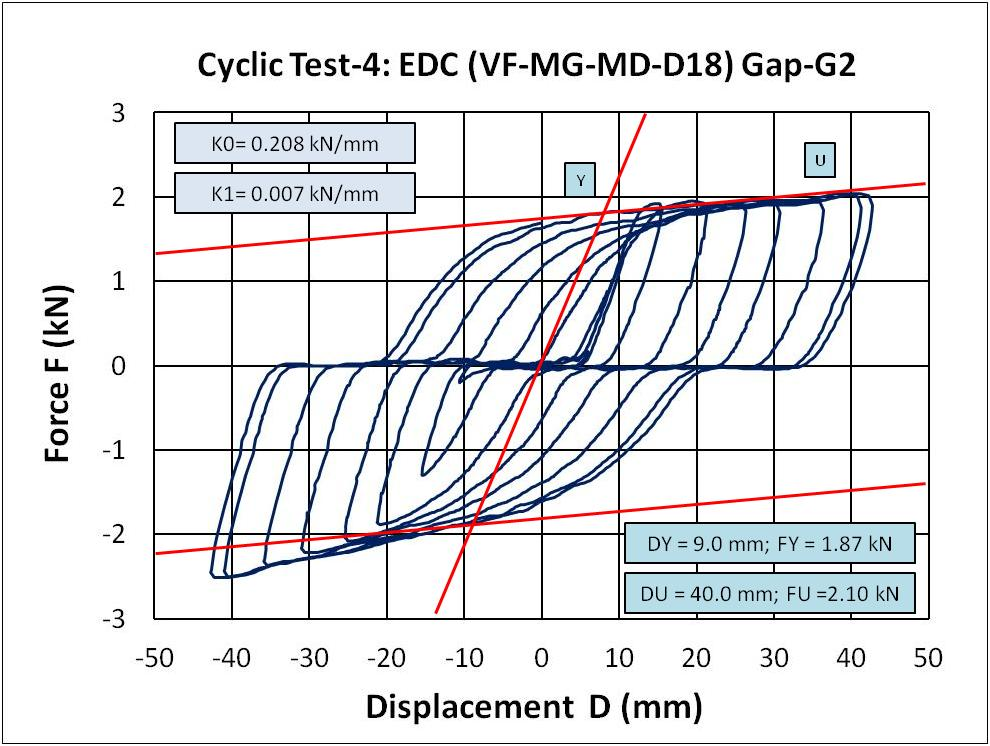 Cyclic Test-4: EDC (VF-MG-MD-D18) Gap-G2
K0= 0.208 kN/mm
K1= 0.007 kN/mm
Y
U
3
2
1
0
-1
-2
-3
Force F (kN)
DY = 9.0 mm; FY = 1.87 kN
DU = 40.0 mm; FU =2.10 kN
-50 -40 -30 -20 -10 0 10 20 30 40 50
Displacement D (mm)